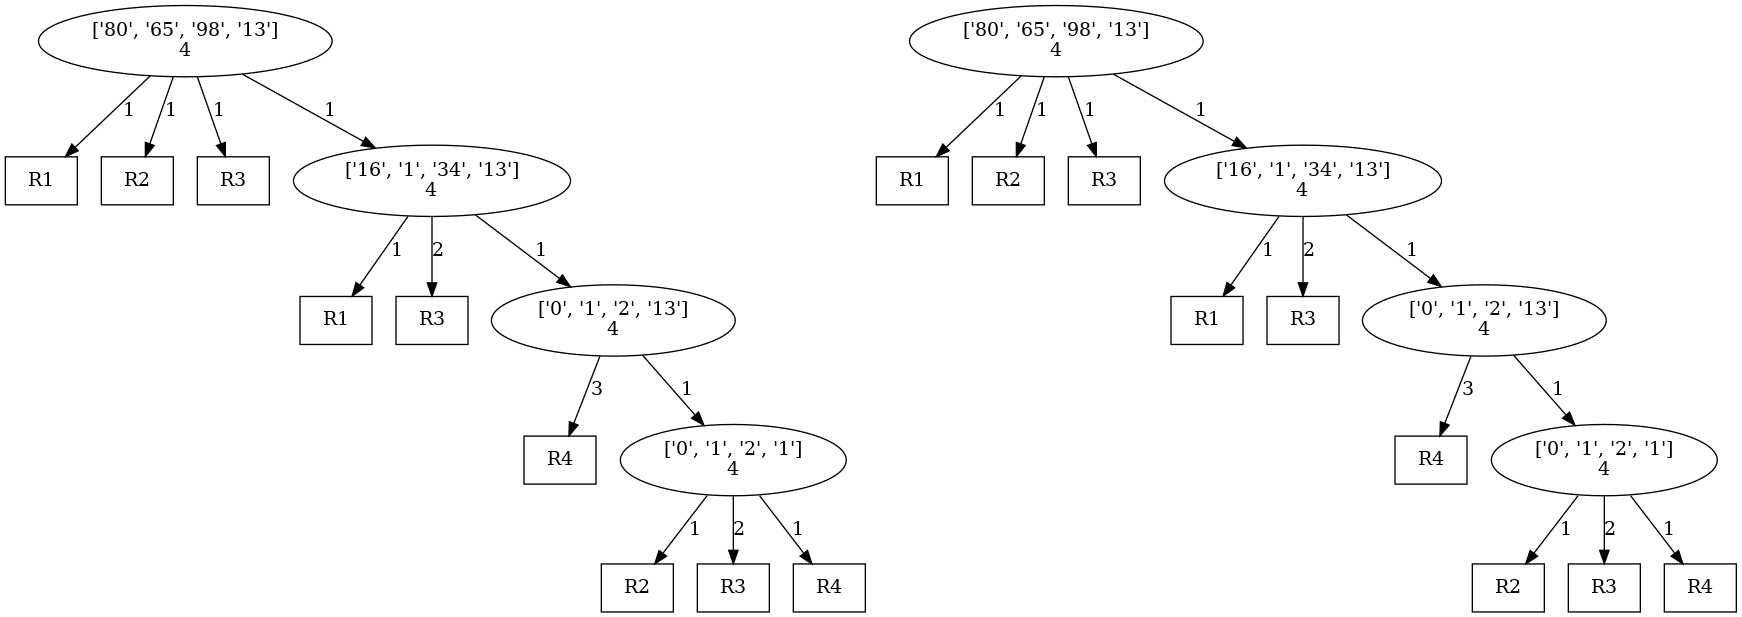 ['80', '65', '98', '13']
4
1
1
1
1
R1
R2
R3
['16', '1', '34', '13']
4
1
2
1
R1
R3
['0', '1', '2', '13']
4
3
1
R4
['0', '1', '2', '1']
4
1
2
1
R2
R3
R4
['80', '65', '98', '13']
4
1
1
1
1
R1
R2
R3
['16', '1', '34', '13']
4
1
2
1
R1
R3
['0', '1', '2', '13']
4
3
1
R4
['0', '1', '2', '1']
4
1
2
1
R2
R3
R4